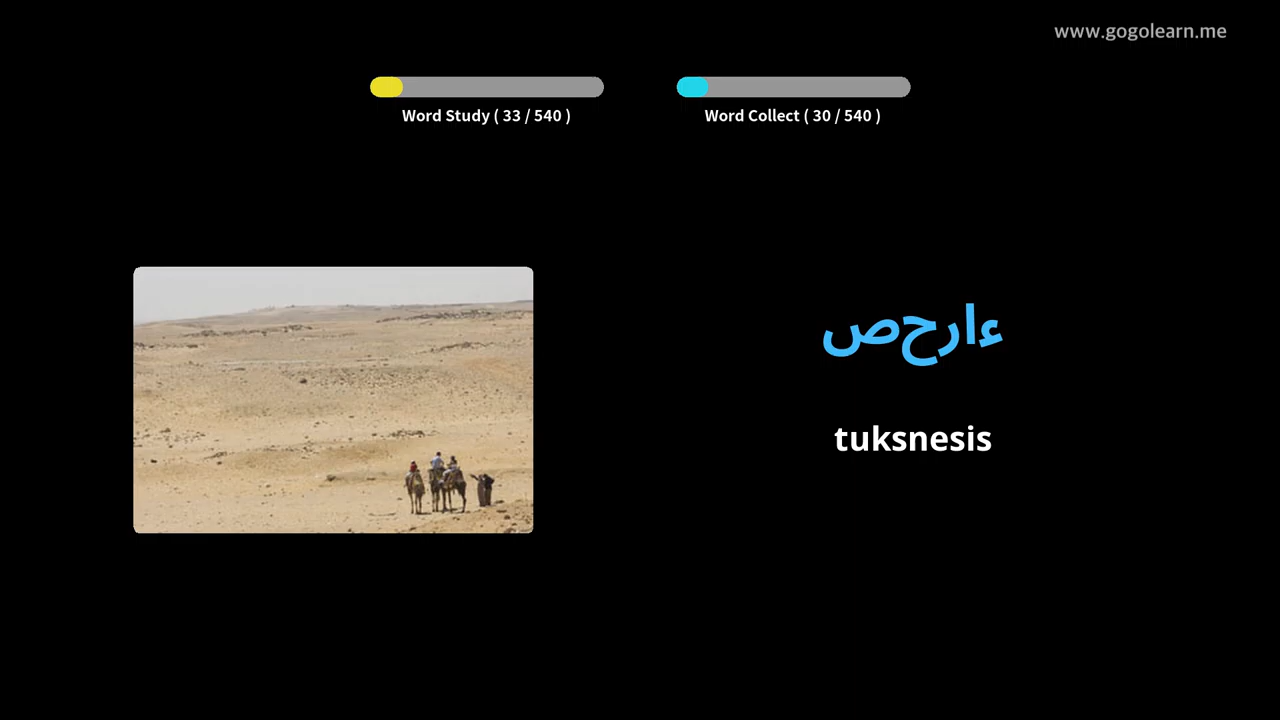 www.gogolearn.me
Word Study ( 33 / 540 )
Word Collect ( 30 / 540 )
ءارحص
tuksnesis